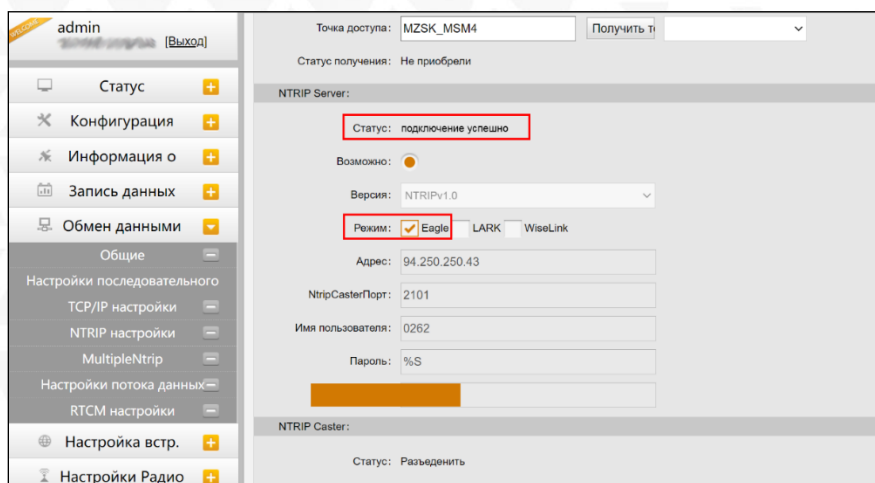 WELCOME
admin
[Выход]
Статус
Конфигурация
Информация о
Запись данных
Обмен данными
Общие
Настройки последовательного
TCP/IP настройки
NTRIP настройки
MultipleNtrip
Настройки потока данных
RTCM настройки
Настройка встр.
Настройки Радио
Точка доступа: MZSK_MSM4 Получить т
Статус получения: Не приобрели
NTRIP Server:
Статус: подключение успешно
Возможно:
Версия: NTRIPv1.0
Режим: Eagle LARK WiseLink
Адрес: 94.250.250.43
NtripCasterПорт: 2101
Имя пользователя: 0262
Пароль: %S
NTRIP Caster:
Статус: Разъеденить